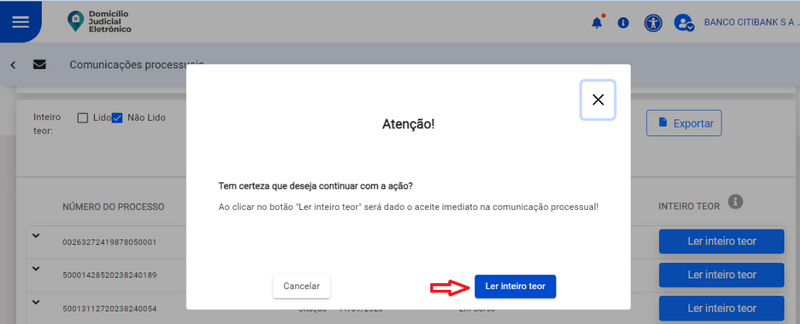 Domicílio
Judicial
Eletrônico
BANCO CITIBANK S A ...
Comunicações processuais
Inteiro
teor:
Lido
Não Lido
Exportar
Atenção!
Tem certeza que deseja continuar com a ação?
Ao clicar no botão "Ler inteiro teor" será dado o aceite imediato na comunicação processual!
Cancelar
Ler inteiro teor
NÚMERO DO PROCESSO
INTEIRO TEOR
00263272419878050001
Ler inteiro teor
50001428520238240189
Ler inteiro teor
50013112720238240054
Ler inteiro teor